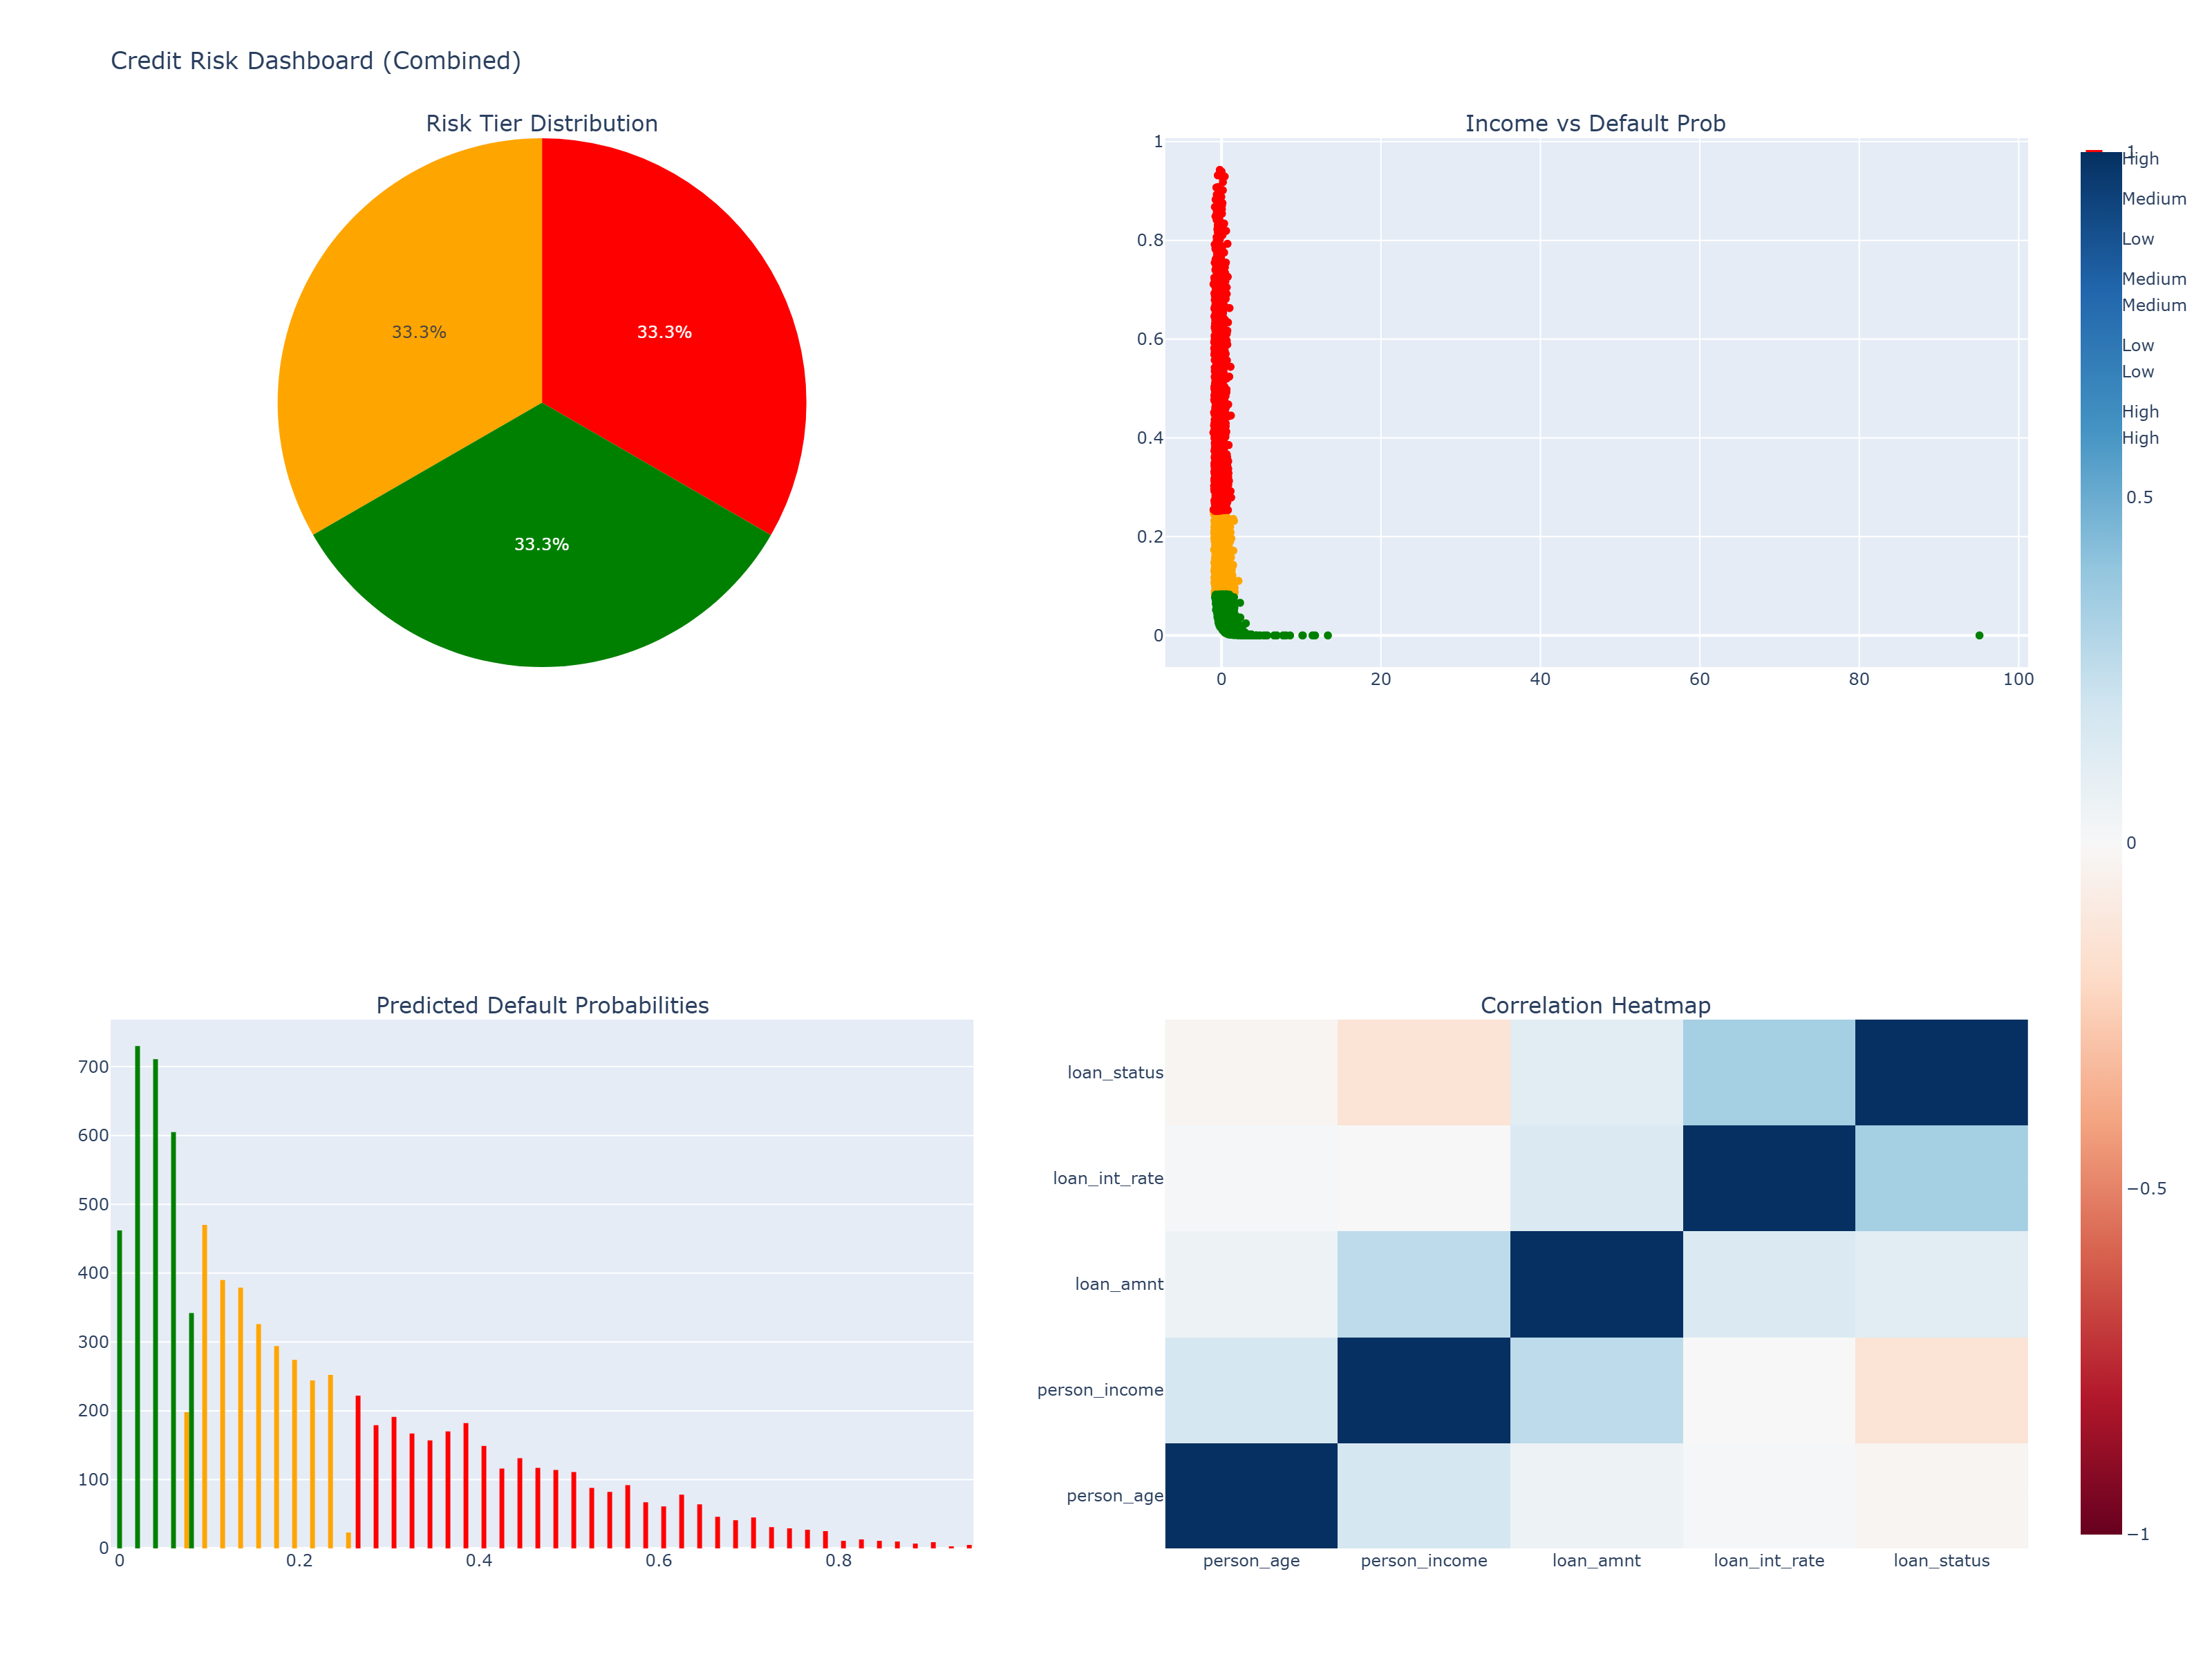 Credit Risk Dashboard (Combined)
Risk Tier Distribution
33.3%
33.3%
33.3%
Income vs Default Prob
1
0.8
0.6
0.4
0.2
0
0
20
40
60
80
100
Predicted Default Probabilities
700
600
500
400
300
200
100
0
0
0.2
0.4
0.6
0.8
Correlation Heatmap
loan_status
loan_int_rate
loan_amnt
person_income
person_age
person_age
person_income
loan_amnt
loan_int_rate
loan_status
1
High
Medium
Low
Medium
Medium
Low
Low
High
High
0.5
0
−0.5
−1